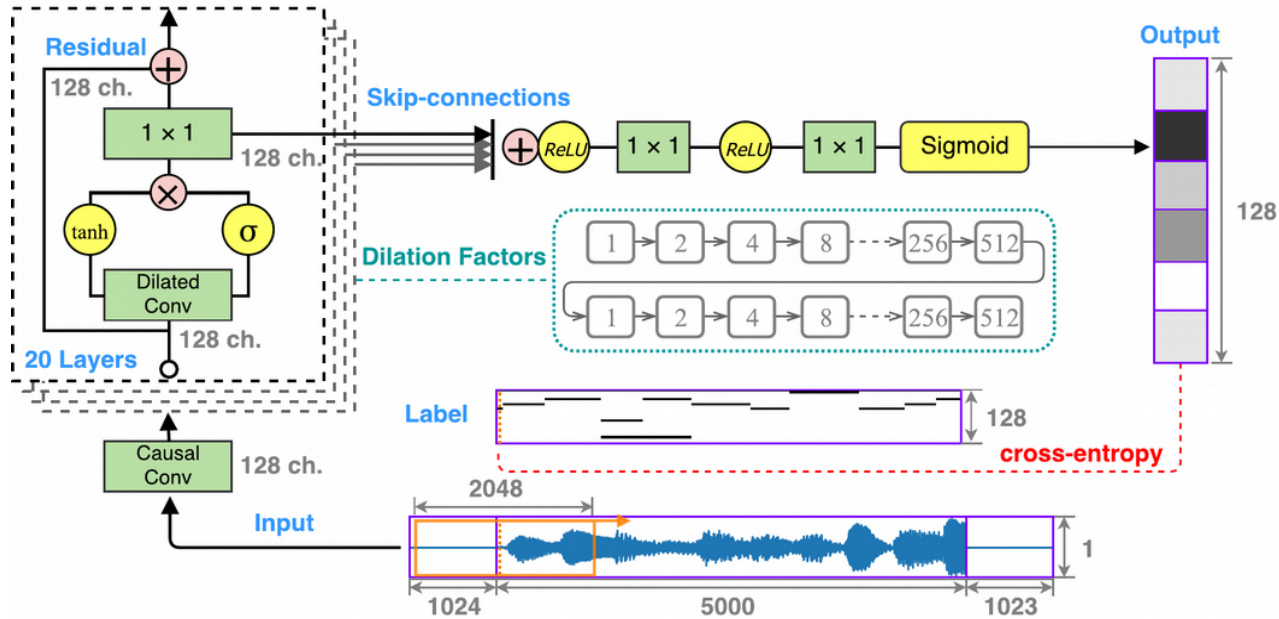 Residual
128 ch.
1 × 1
128 ch.
tanh
σ
Dilated
Conv
128 ch.
20 Layers
Causal
Conv
128 ch.
Input
Skip-connections
ReLU
1 × 1
ReLU
1 × 1
Sigmoid
Output
128
Dilation Factors
1 2 4 8 256 512
1 2 4 8 256 512
Label
128
cross-entropy
2048
1
1024 5000 1023